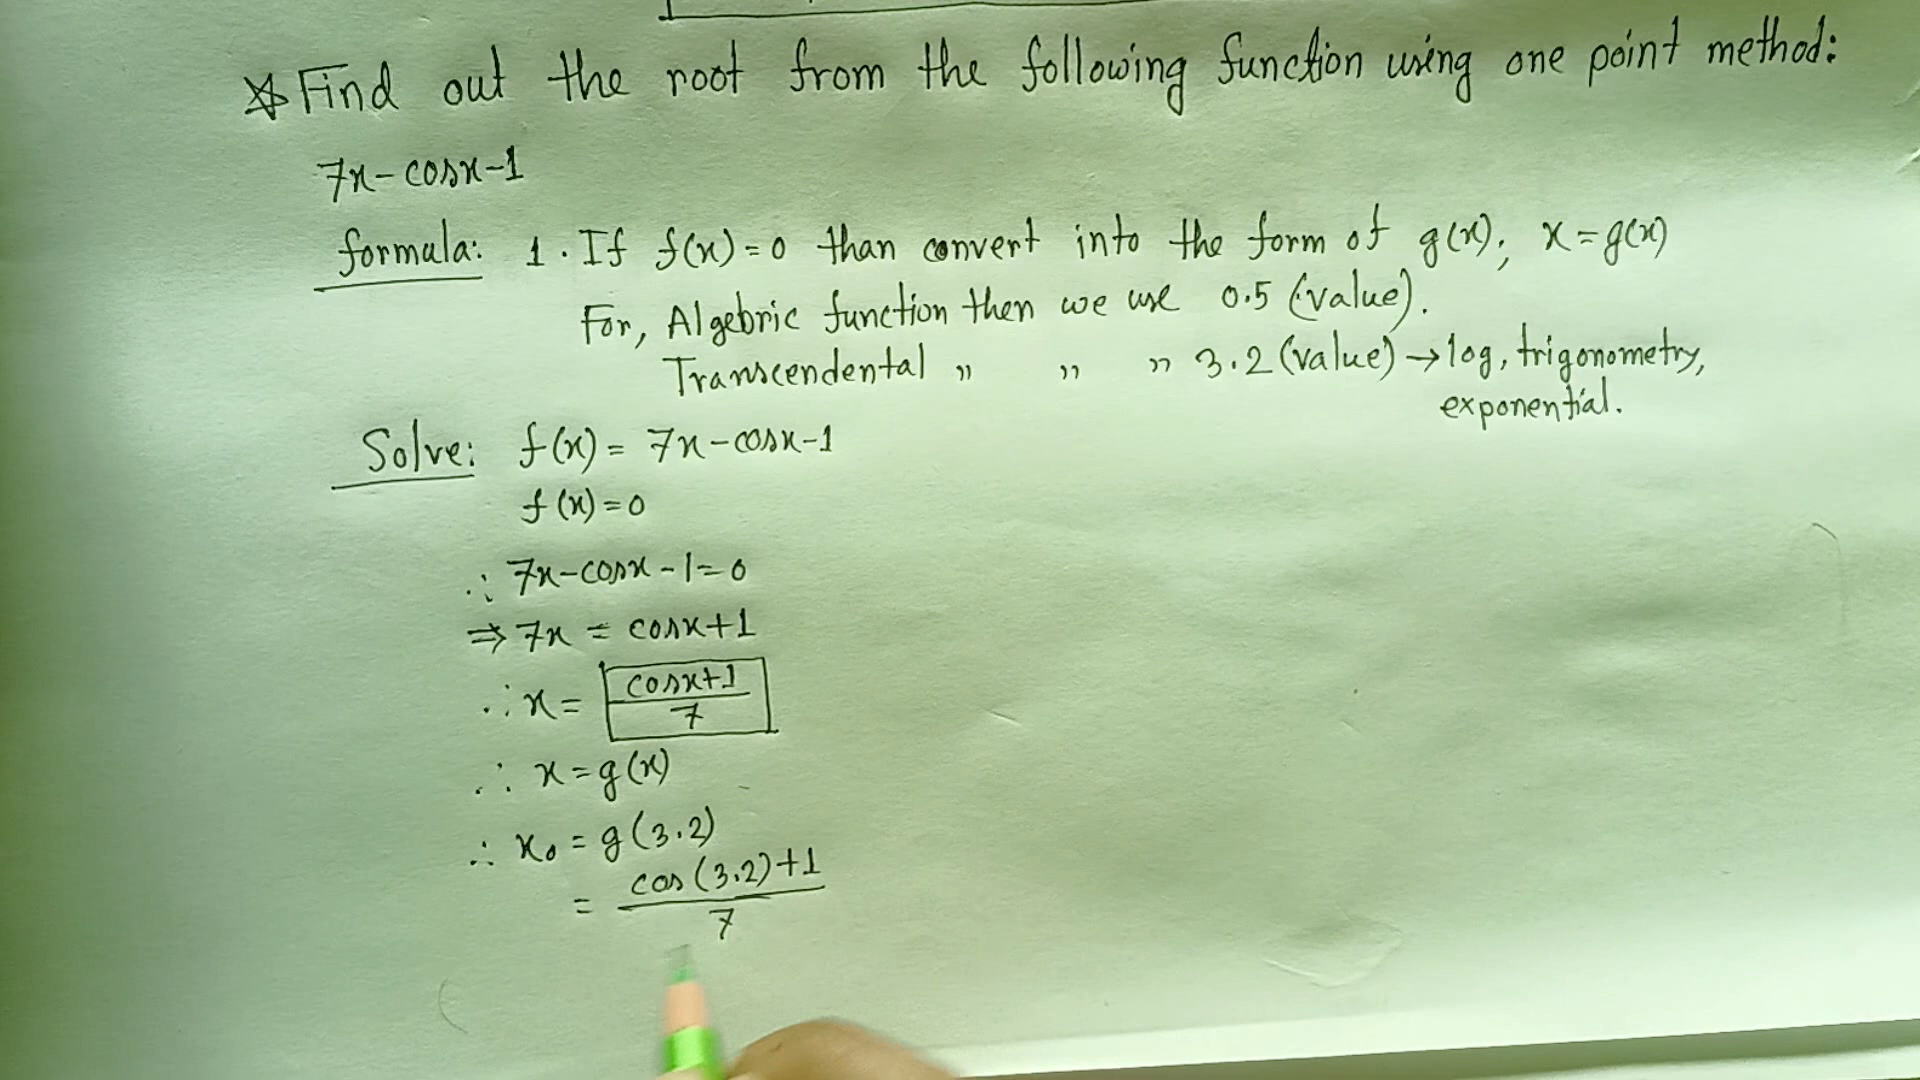 * Find out the root from the following function using one point method:
7x-cosx-1
formula: 1. If f(x)=0 than convert into the form of g(x); x=g(x)
For, Algebric function then we use 0.5 (value).
Transcendental " " " 3.2 (value) → log, trigonometry,
exponential.
Solve: f(x) = 7x-cosx-1
f(x)=0
∴ 7x-cosx-1=0
⇒ 7x = cosx+1
∴ x = cosx+1
7
∴ x=g(x)
∴ x₀ = g(3.2)
= cos(3.2)+1
7